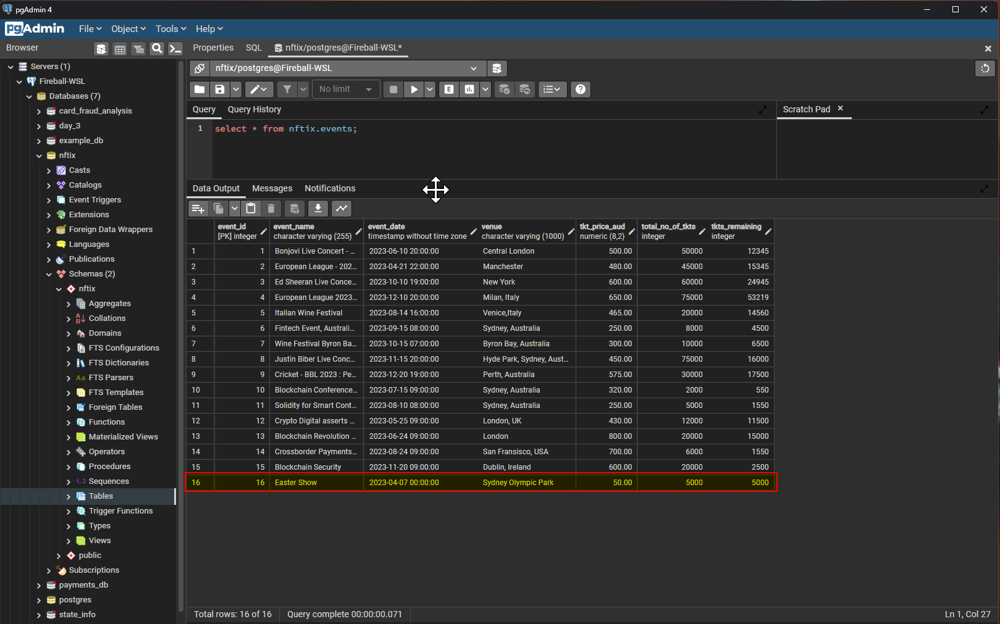 pgAdmin 4
pgAdmin File Object Tools Help
Browser Properties SQL nftix/postgres@Fireball-WSL*
Servers (1)
Fireball-WSL
Databases (7)
card_fraud_analysis
day_3
example_db
nftix
Casts
Catalogs
Event Triggers
Extensions
Foreign Data Wrappers
Languages
Publications
Schemas (2)
nftix
Aggregates
Collations
Domains
FTS Configurations
FTS Dictionaries
Aa FTS Parsers
FTS Templates
Foreign Tables
Functions
Materialized Views
Operators
Procedures
1..3 Sequences
Tables
Trigger Functions
Types
Views
public
Subscriptions
payments_db
postgres
state_info
nftix/postgres@Fireball-WSL
No limit E
Query Query History Scratch Pad
1 select * from nftix.events;
Data Output Messages Notifications
event_id event_name event_date venue tkt_price_aud total_no_of_tkts tkts_remaining
[PK] integer character varying (255) timestamp without time zone character varying (1000) numeric (8,2) integer integer
1 1 Bonjovi Live Concert - ... 2023-06-10 20:00:00 Central London 500.00 50000 12345
2 2 European League - 202... 2023-04-21 22:00:00 Manchester 480.00 45000 15345
3 3 Ed Sheeran Live Conce... 2023-10-10 19:00:00 New York 600.00 60000 24945
4 4 European League 2023... 2023-12-10 20:00:00 Milan, Italy 650.00 75000 53219
5 5 Italian Wine Festival 2023-08-14 16:00:00 Venice,Italy 465.00 20000 14560
6 6 Fintech Event, Australi... 2023-09-15 08:00:00 Sydney, Australia 250.00 8000 4500
7 7 Wine Festival Byron Ba... 2023-10-15 07:00:00 Byron Bay, Australia 300.00 10000 6500
8 8 Justin Biber Live Conc... 2023-11-15 20:00:00 Hyde Park, Sydney, Aust... 450.00 75000 16000
9 9 Cricket - BBL 2023 : Pe... 2023-12-20 19:00:00 Perth, Australia 575.00 30000 17500
10 10 Blockchain Conference... 2023-07-15 09:00:00 Sydney, Australia 320.00 2000 550
11 11 Solidity for Smart Cont... 2023-08-10 08:00:00 Sydney, Australia 250.00 5000 1550
12 12 Crypto Digital asserts ... 2023-05-25 09:00:00 London, UK 430.00 12000 11500
13 13 Blockchain Revolution ... 2023-06-24 09:00:00 London 800.00 20000 15000
14 14 Crossborder Payments... 2023-08-24 09:00:00 San Fransisco, USA 700.00 6000 1550
15 15 Blockchain Security 2023-11-20 09:00:00 Dublin, Ireland 600.00 20000 2500
16 16 Easter Show 2023-04-07 00:00:00 Sydney Olympic Park 50.00 5000 5000
Total rows: 16 of 16 Query complete 00:00:00.071 Ln 1, Col 27